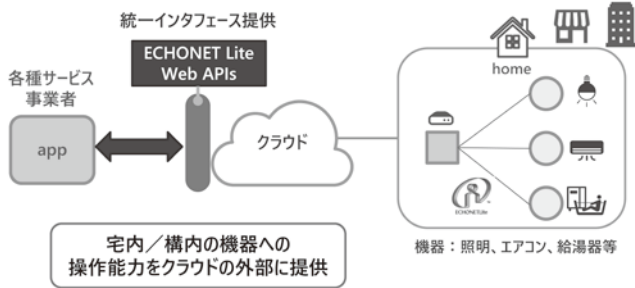 統一インタフェース提供
ECHONET Lite
Web APIs
各種サービス
事業者
app
クラウド
home
ECHONETLite
機器：照明、エアコン、給湯器等
宅内／構内の機器への
操作能力をクラウドの外部に提供